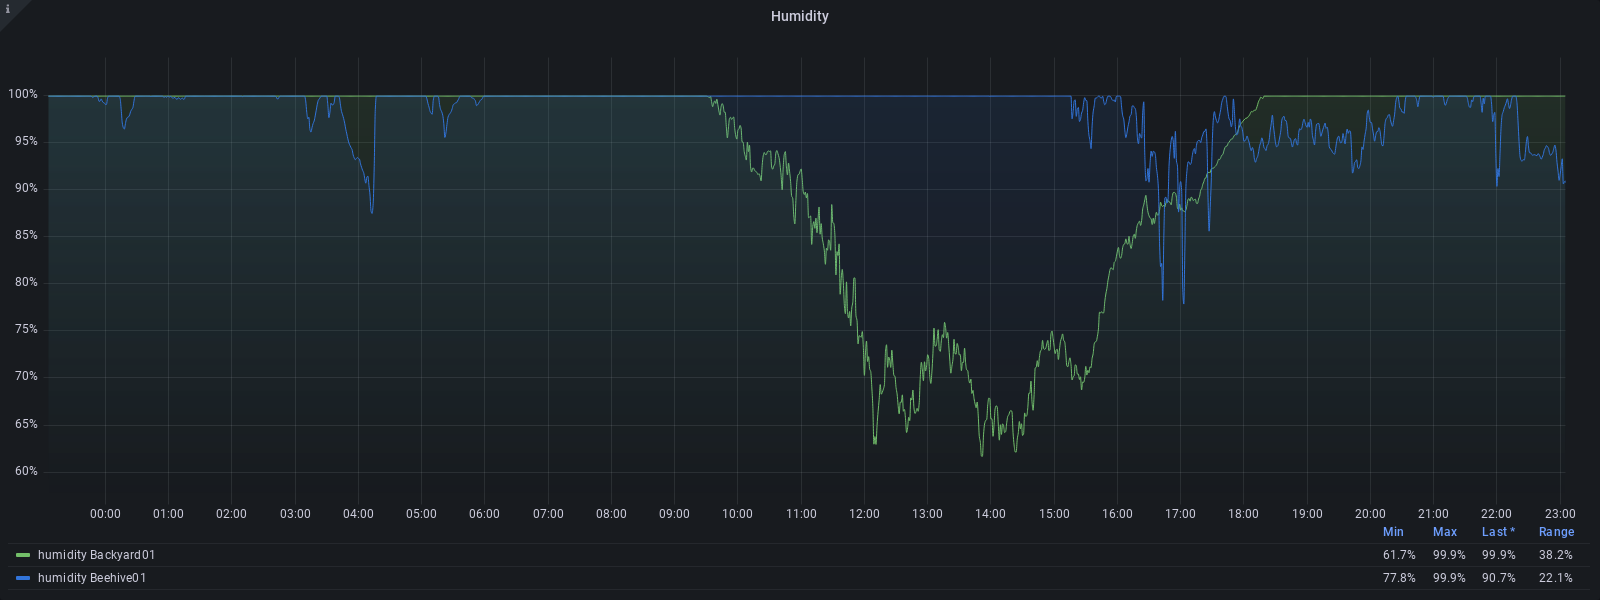 i
Humidity
100%
95%
90%
85%
80%
75%
70%
65%
60%
00:00 01:00 02:00 03:00 04:00 05:00 06:00 07:00 08:00 09:00 10:00 11:00 12:00 13:00 14:00 15:00 16:00 17:00 18:00 19:00 20:00 21:00 22:00 23:00
Min Max Last * Range
humidity Backyard01 61.7% 99.9% 99.9% 38.2%
humidity Beehive01 77.8% 99.9% 90.7% 22.1%